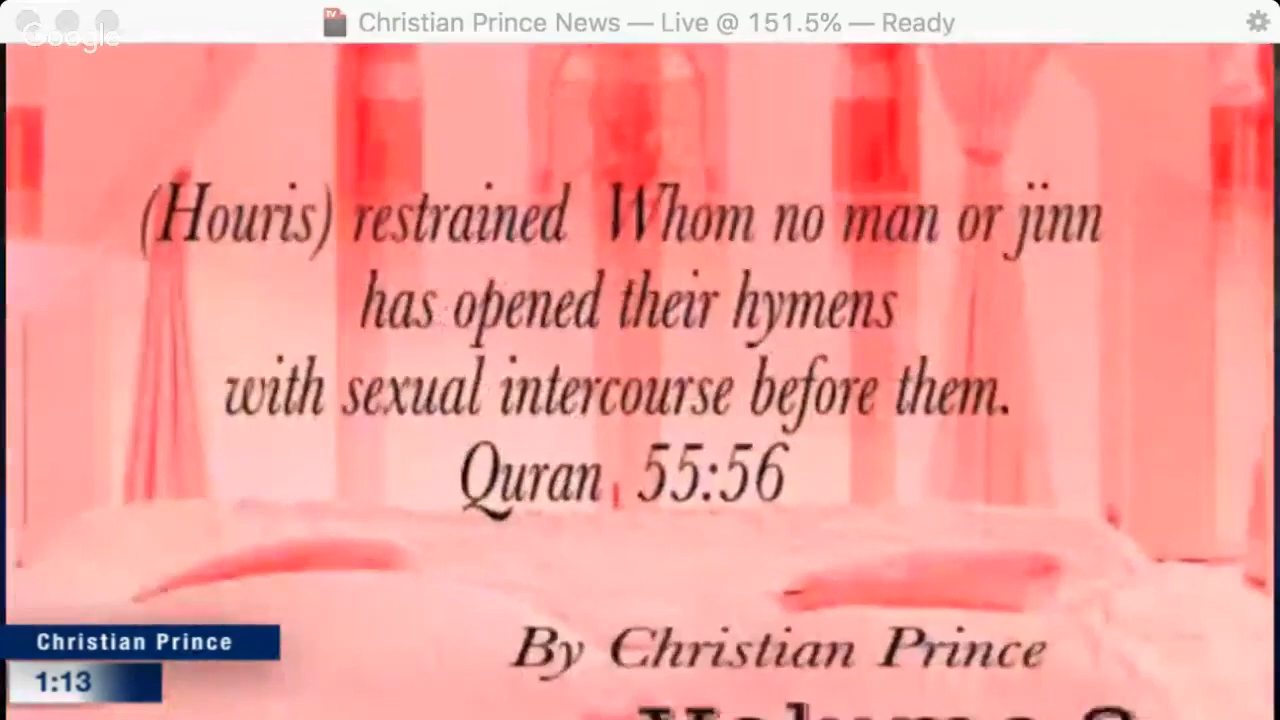 Christian Prince News — Live @ 151.5% — Ready
Google
(Houris) restrained Whom no man or jinn
has opened their hymens
with sexual intercourse before them.
Quran 55:56
By Christian Prince
Christian Prince
1:13